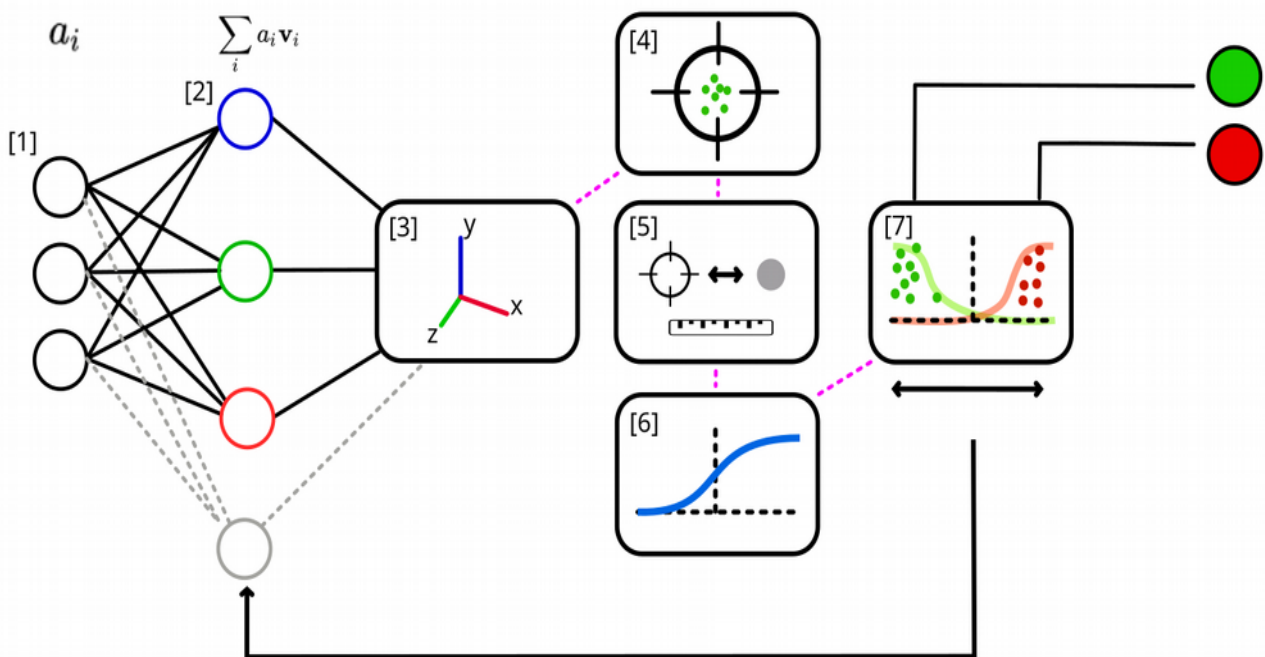 a_i
∑_i a_i v_i
[1]
[2]
[3]
y
x
z
[4]
[5]
[6]
[7]